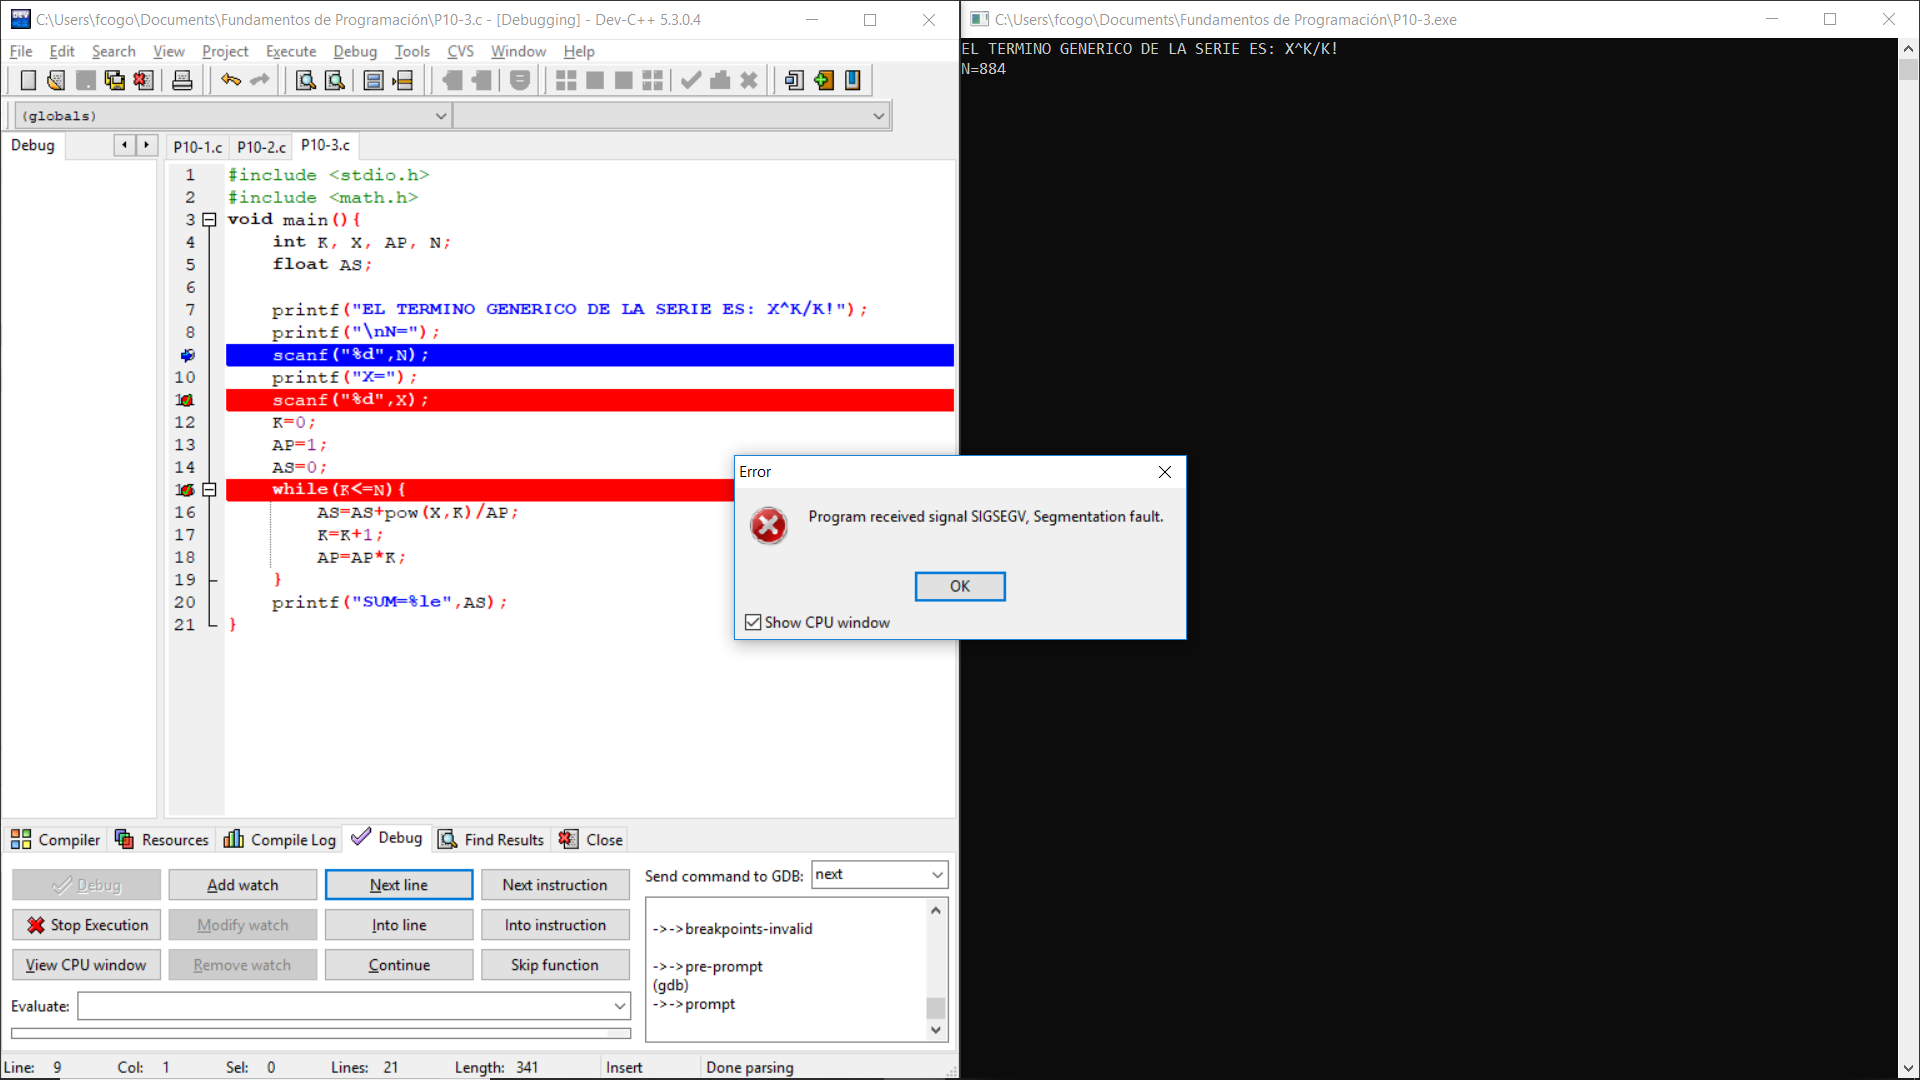 C:\Users\fcogo\Documents\Fundamentos de Programación\P10-3.c - [Debugging] - Dev-C++ 5.3.0.4
File Edit Search View Project Execute Debug Tools CVS Window Help
(globals)
Debug
P10-1.c P10-2.c P10-3.c
1 #include <stdio.h>
2 #include <math.h>
3 void main(){
4 int K, X, AP, N;
5 float AS;
6
7 printf("EL TERMINO GENERICO DE LA SERIE ES: X^K/K!");
8 printf("\nN=");
scanf("%d",N);
10 printf("X=");
scanf("%d",X);
12 K=0;
13 AP=1;
14 AS=0;
while(K<=N){
16 AS=AS+pow(X,K)/AP;
17 K=K+1;
18 AP=AP*K;
19 }
20 printf("SUM=%le",AS);
21 }
Compiler Resources Compile Log Debug Find Results Close
Debug Add watch Next line Next instruction
Stop Execution Modify watch Into line Into instruction
View CPU window Remove watch Continue Skip function
Evaluate:
Send command to GDB: next
->->breakpoints-invalid
->->pre-prompt
(gdb)
->->prompt
Line: 9 Col: 1 Sel: 0 Lines: 21 Length: 341 Insert Done parsing
C:\Users\fcogo\Documents\Fundamentos de Programación\P10-3.exe
EL TERMINO GENERICO DE LA SERIE ES: X^K/K!
N=884
Error
Program received signal SIGSEGV, Segmentation fault.
OK
Show CPU window